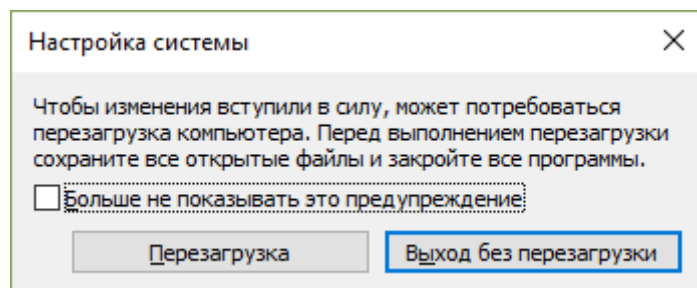 Настройка системы
Чтобы изменения вступили в силу, может потребоваться
перезагрузка компьютера. Перед выполнением перезагрузки
сохраните все открытые файлы и закройте все программы.
Больше не показывать это предупреждение
Перезагрузка
Выход без перезагрузки